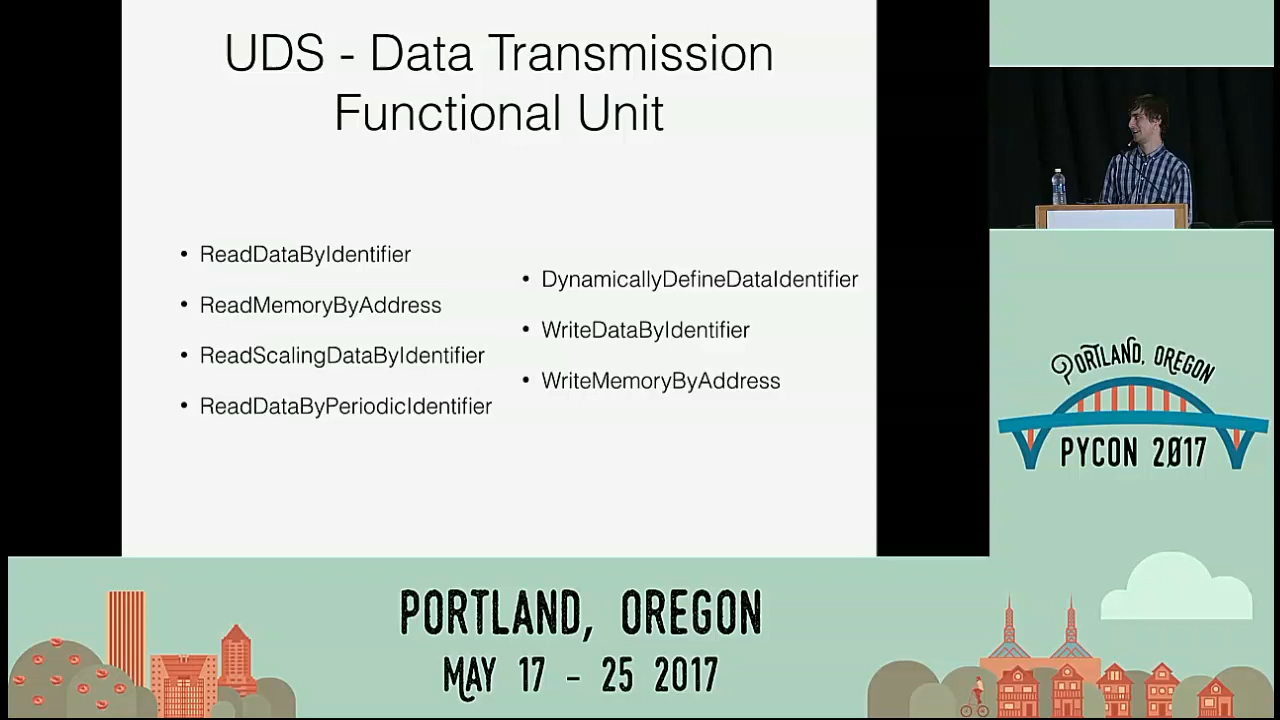 UDS - Data Transmission
Functional Unit
• ReadDataByIdentifier
• ReadMemoryByAddress
• ReadScalingDataByIdentifier
• ReadDataByPeriodicIdentifier
• DynamicallyDefineDataIdentifier
• WriteDataByIdentifier
• WriteMemoryByAddress
PORTLAND, OREGON
PYCON 2017
PORTLAND, OREGON
MAY 17 - 25 2017